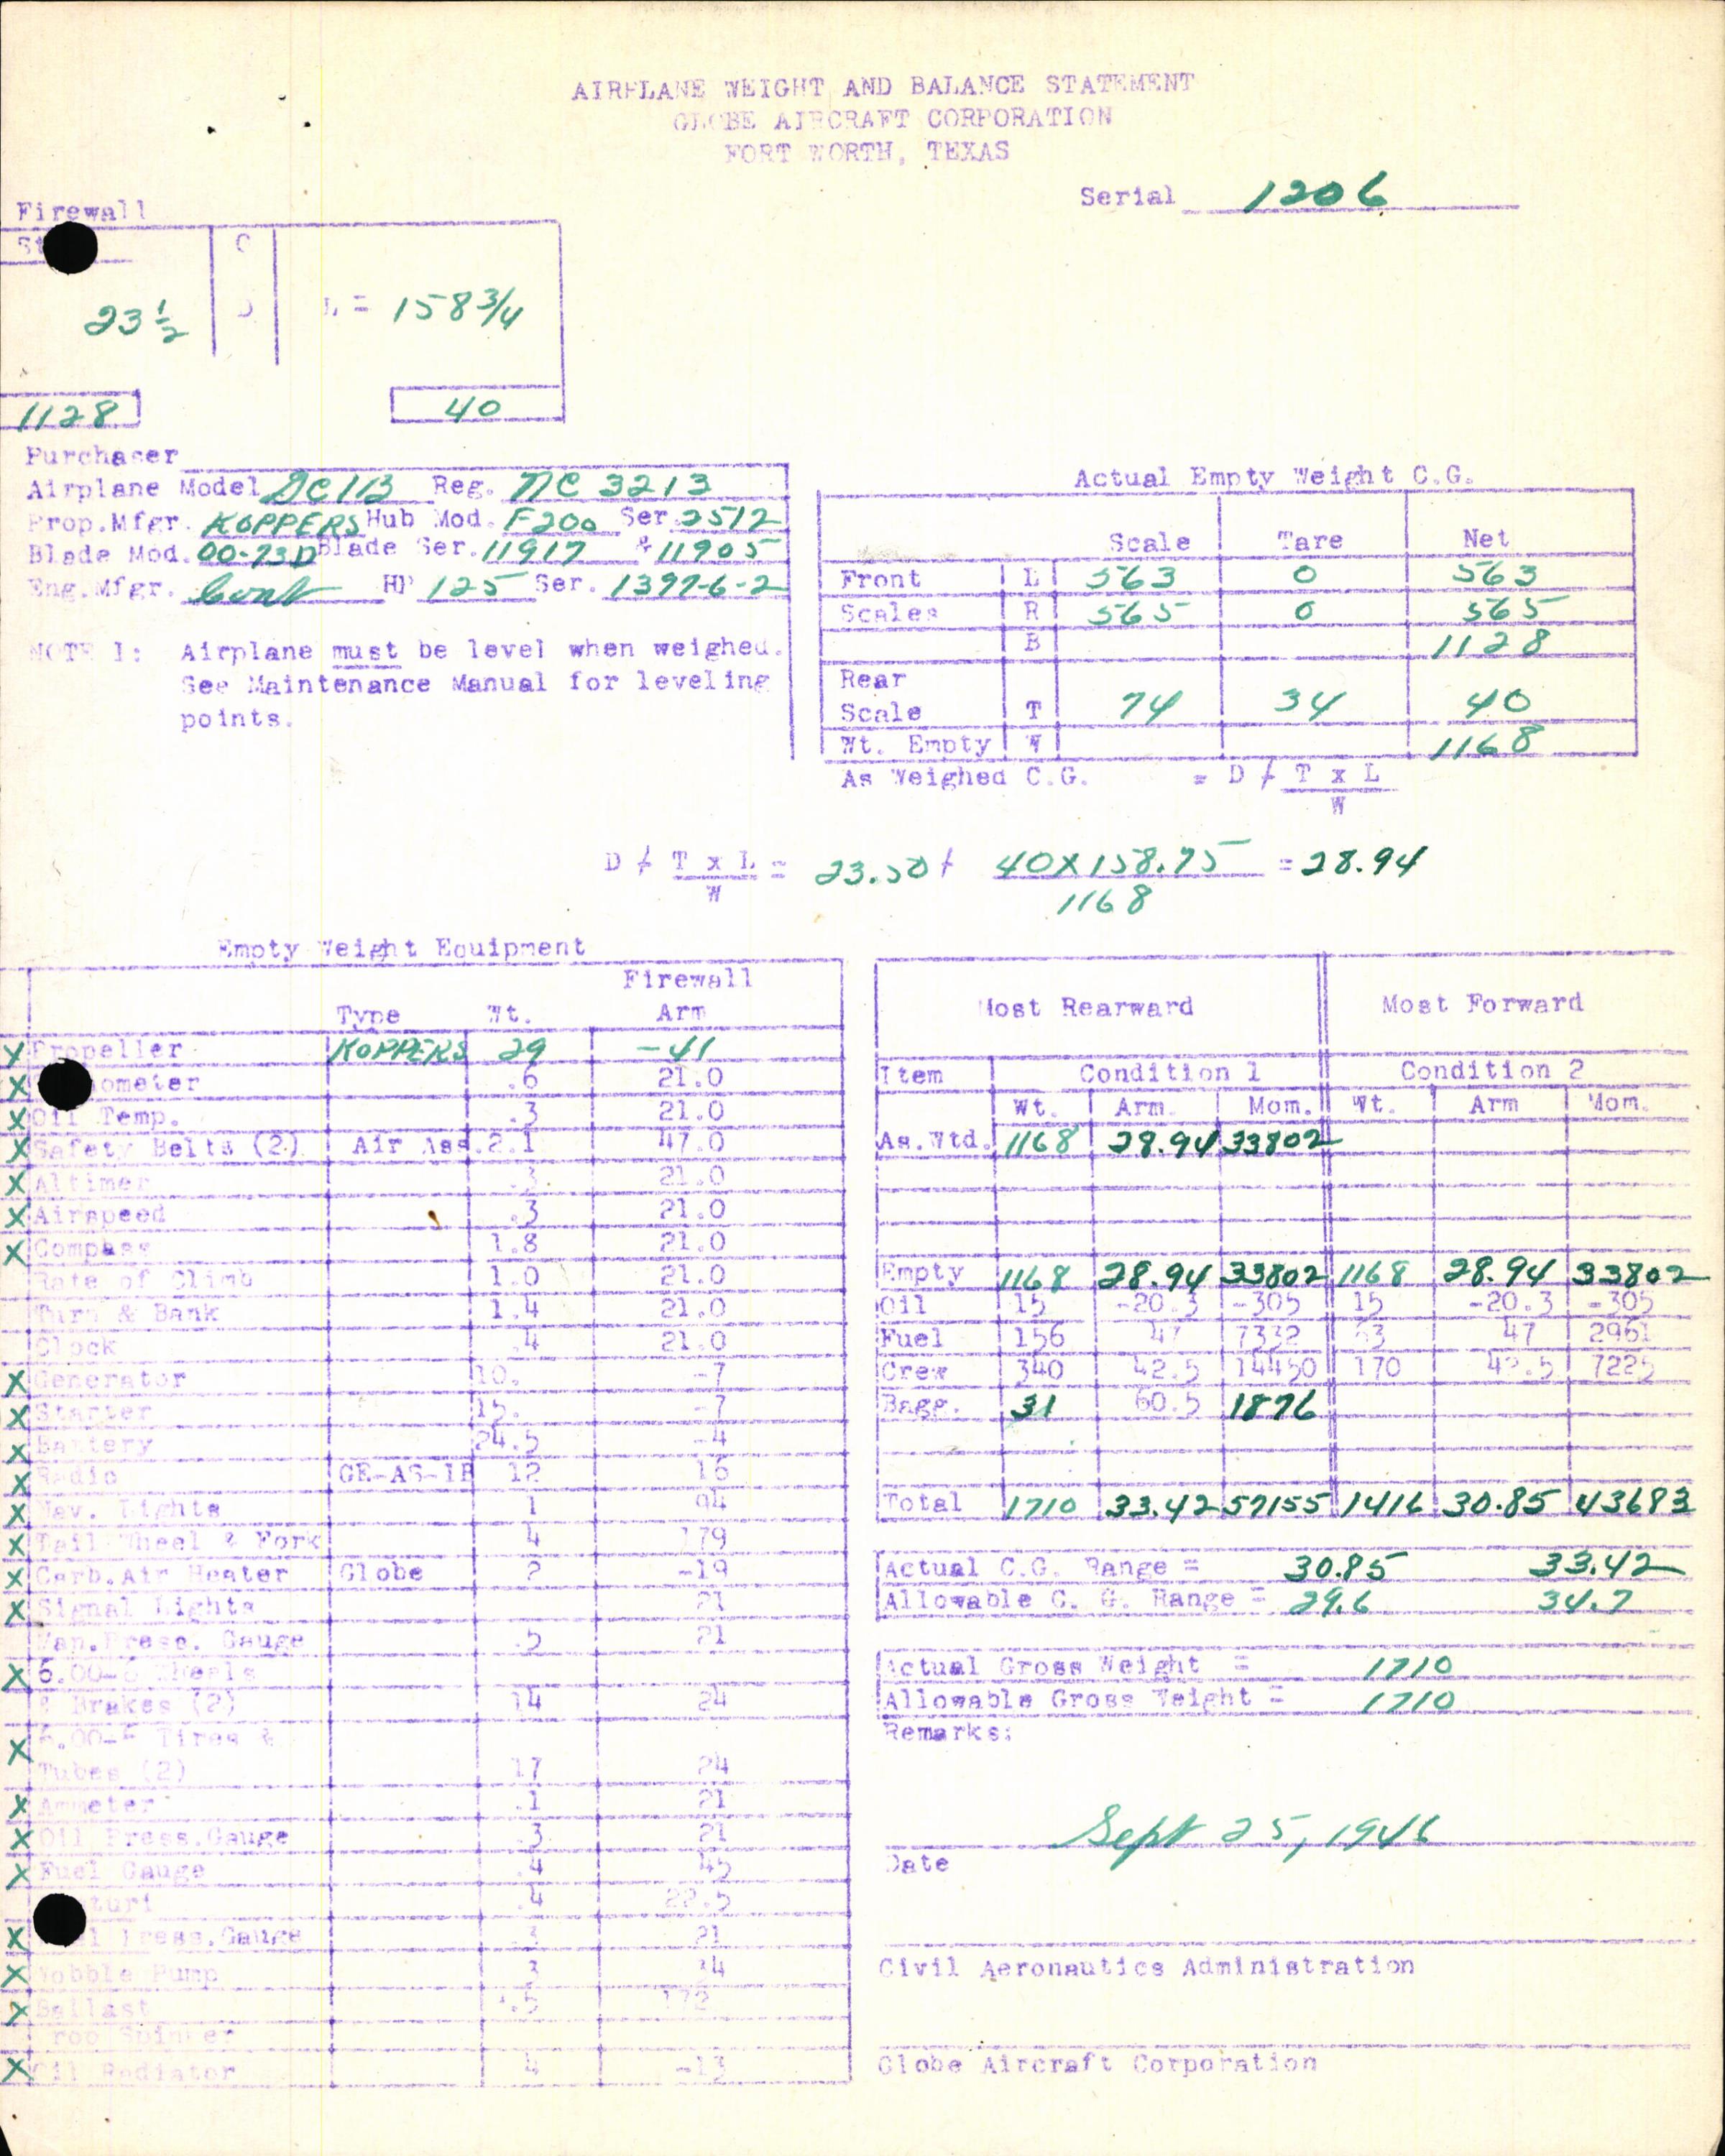 AIRPLANE WEIGHT AND BALANCE STATEMENT
GLOBE AIRCRAFT CORPORATION
FORT WORTH, TEXAS
Serial 1206
Firewall
C
23 1/2 D L = 158 3/4
1128 40
Purchaser
Airplane Model GC1B Reg. NC 3213
Prop.Mfgr. KOPPERS Hub Mod. F200 Ser. 2512
Blade Mod. 00-73D Blade Ser. 11917 & 11905
Eng.Mfgr. Cont HP 125 Ser. 1397-6-2
NOTE 1: Airplane must be level when weighed.
See Maintenance Manual for leveling
points.
Actual Empty Weight C.G.
Scale Tare Net
Front L 563 0 563
Scales R 565 0 565
B 1128
Rear
Scale T 74 34 40
Wt. Empty W 1168
As Weighed C.G. = D + T x L
W
D + T x L = 23.50 + 40X158.75 = 28.94
W 1168
Empty Weight Equipment
Firewall
Type Wt. Arm
X Propeller KOPPERS 29 -41
X .6 21.0
X Oil Temp. .3 21.0
X Safety Belts (2) Air Ass. 2.1 47.0
X Altimer .3 21.0
X Airspeed .3 21.0
X Compass 1.8 21.0
Rate of Climb 1.0 21.0
Turn & Bank 1.4 21.0
Clock .4 21.0
X Generator 10. -7
X Starter 15. -7
X Battery 24.5 -4
X Radio GE-AS-1B 12 16
X Nav. Lights 1 94
X Tail Wheel & Fork 4 179
X Carb.Air Heater Globe 2 -19
X Signal Lights 21
Man.Press. Gauge .5 21
X 6.00-6 Wheels
& Brakes (2) 14 24
X 6.00-6 Tires &
Tubes (2) 17 24
X Ammeter .1 21
X Oil Press.Gauge .3 21
X Fuel Gauge .4 45
.4 22.5
X Press.Gauge .3 21
X Wobble Pump 3 34
X Ballast 172
Prop Spinner
X Oil Radiator 4 -13
Most Rearward Most Forward
Item Condition 1 Condition 2
Wt. Arm. Mom. Wt. Arm Mom.
As.Wtd. 1168 28.94 33802
Empty 1168 28.94 33802 1168 28.94 33802
Oil 15 -20.3 -305 15 -20.3 -305
Fuel 156 47 7332 63 47 2961
Crew 340 42.5 14450 170 42.5 7225
Bagg. 31 60.5 1876
Total 1710 33.42 57155 1416 30.85 43683
Actual C.G. Range = 30.85 33.42
Allowable C. G. Range = 29.6 34.7
Actual Gross Weight = 1710
Allowable Gross Weight = 1710
Remarks:
Sept 25, 1946
Date
Civil Aeronautics Administration
Globe Aircraft Corporation